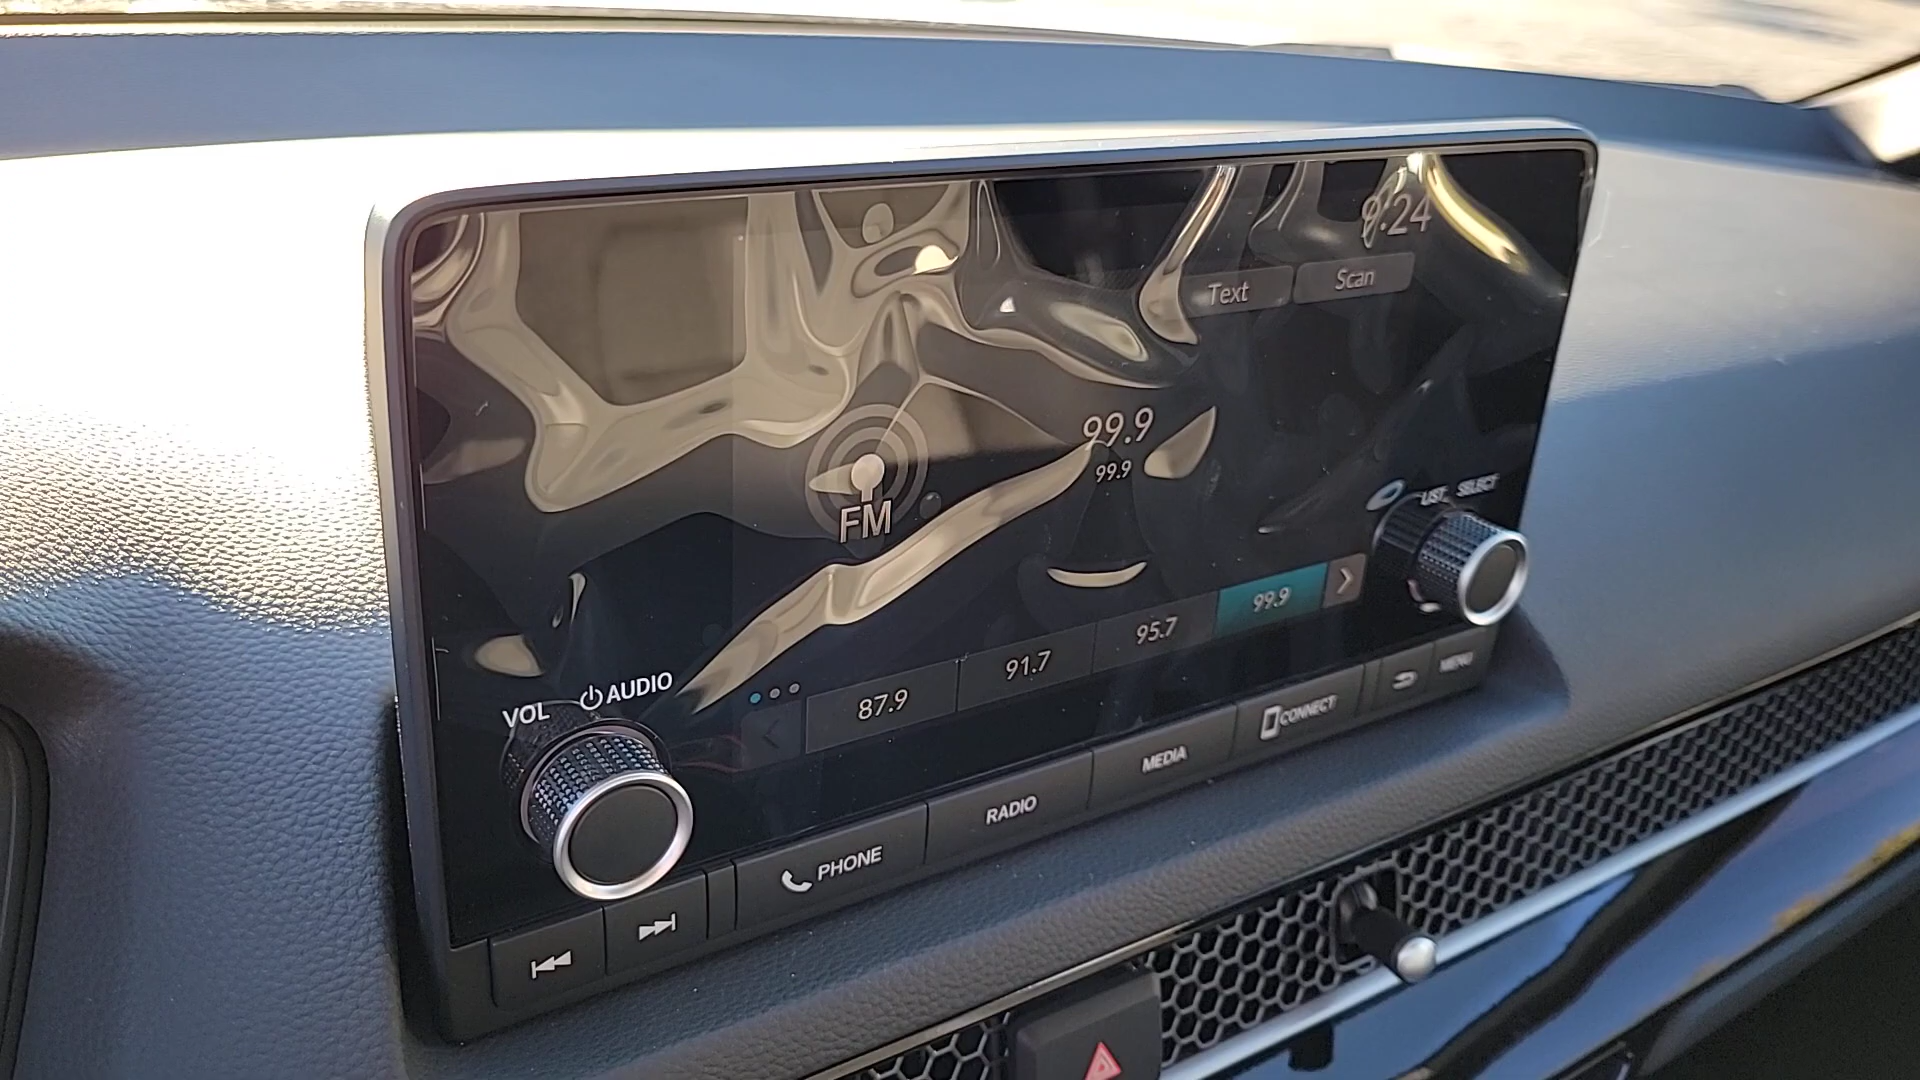 :24
Text
Scan
99.9
99.9
FM
LIST SELECT
VOL AUDIO
87.9
91.7
95.7
99.9
PHONE
RADIO
MEDIA
CONNECT
MENU